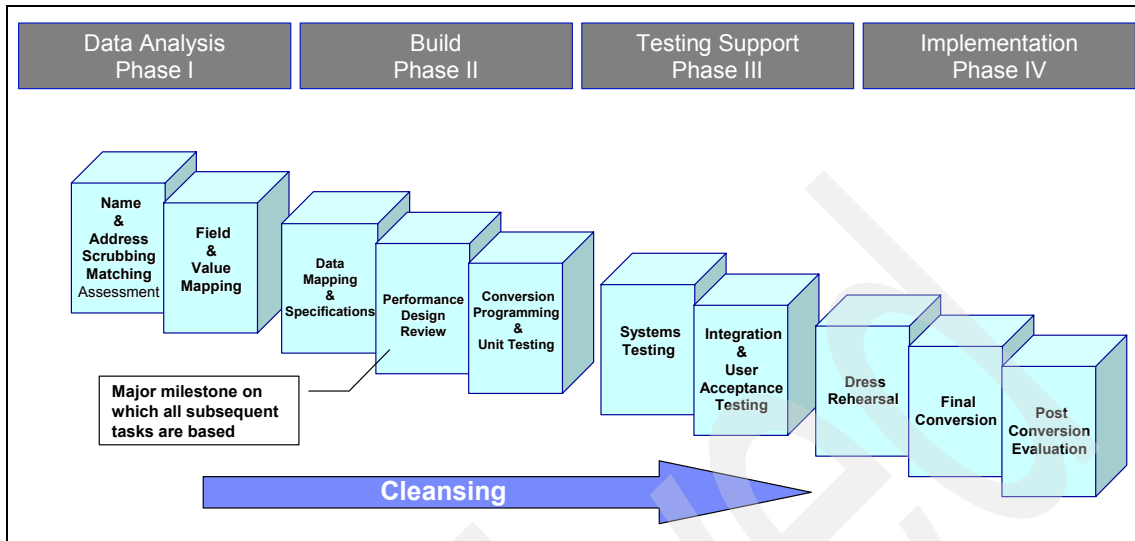 Data Analysis
Phase I
Build
Phase II
Testing Support
Phase III
Implementation
Phase IV
Name
&
Address
Scrubbing
Matching
Assessment
Field
&
Value
Mapping
Data
Mapping
&
Specifications
Performance
Design
Review
Conversion
Programming
&
Unit Testing
Systems
Testing
Integration
&
User
Acceptance
Testing
Dress
Rehearsal
Final
Conversion
Post
Conversion
Evaluation
Major milestone on
which all subsequent
tasks are based
Cleansing